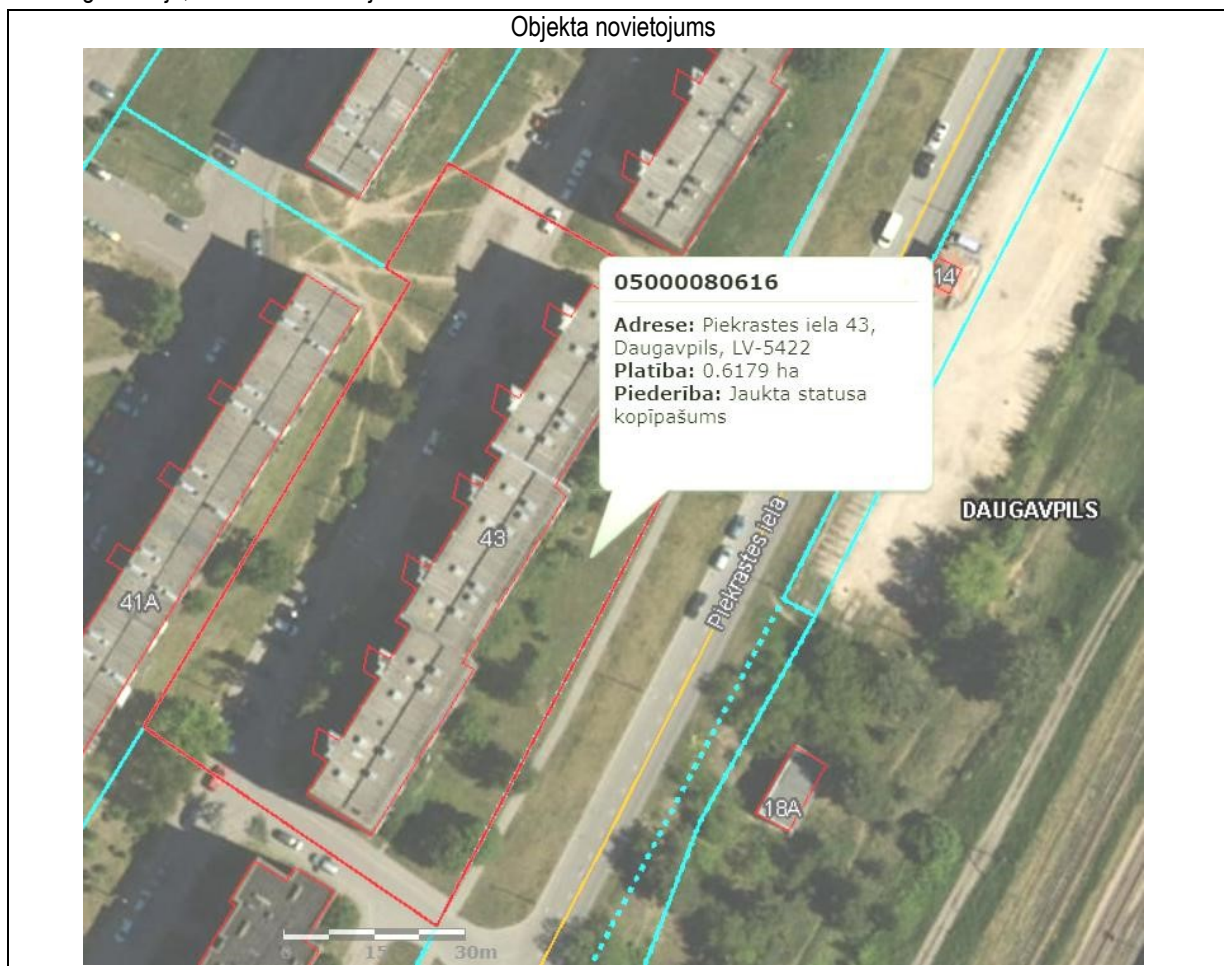 Objekta novietojums
05000080616
Adrese: Piekrastes iela 43,
Daugavpils, LV-5422
Platība: 0.6179 ha
Piederība: Jaukta statusa
kopīpašums
14
DAUGAVPILS
43
Piekrastes iela
41A
18A
15
30m